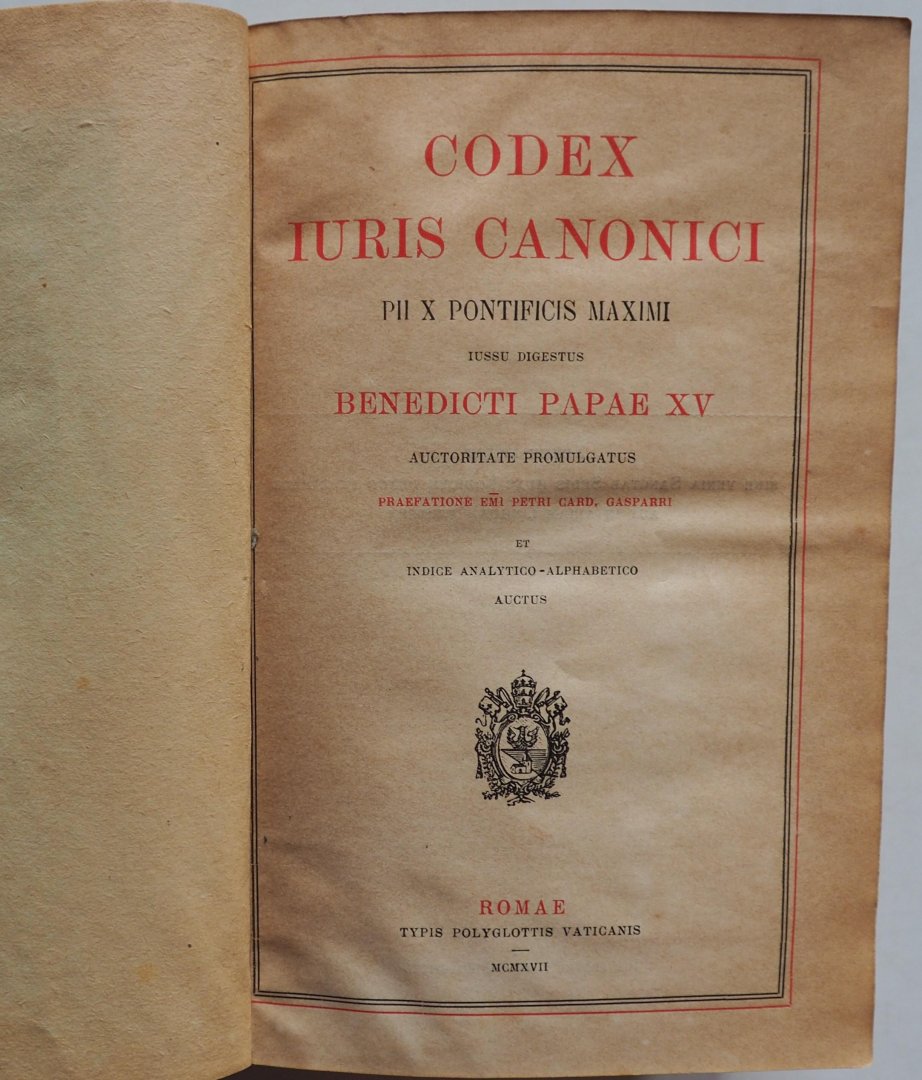 CODEX
IURIS CANONICI
PII X PONTIFICIS MAXIMI
IUSSU DIGESTUS
BENEDICTI PAPAE XV
AUCTORITATE PROMULGATUS
PRAEFATIONE EM̅I PETRI CARD. GASPARRI
ET
INDICE ANALYTICO-ALPHABETICO
AUCTUS
ROMAE
TYPIS POLYGLOTTIS VATICANIS
MCMXVII